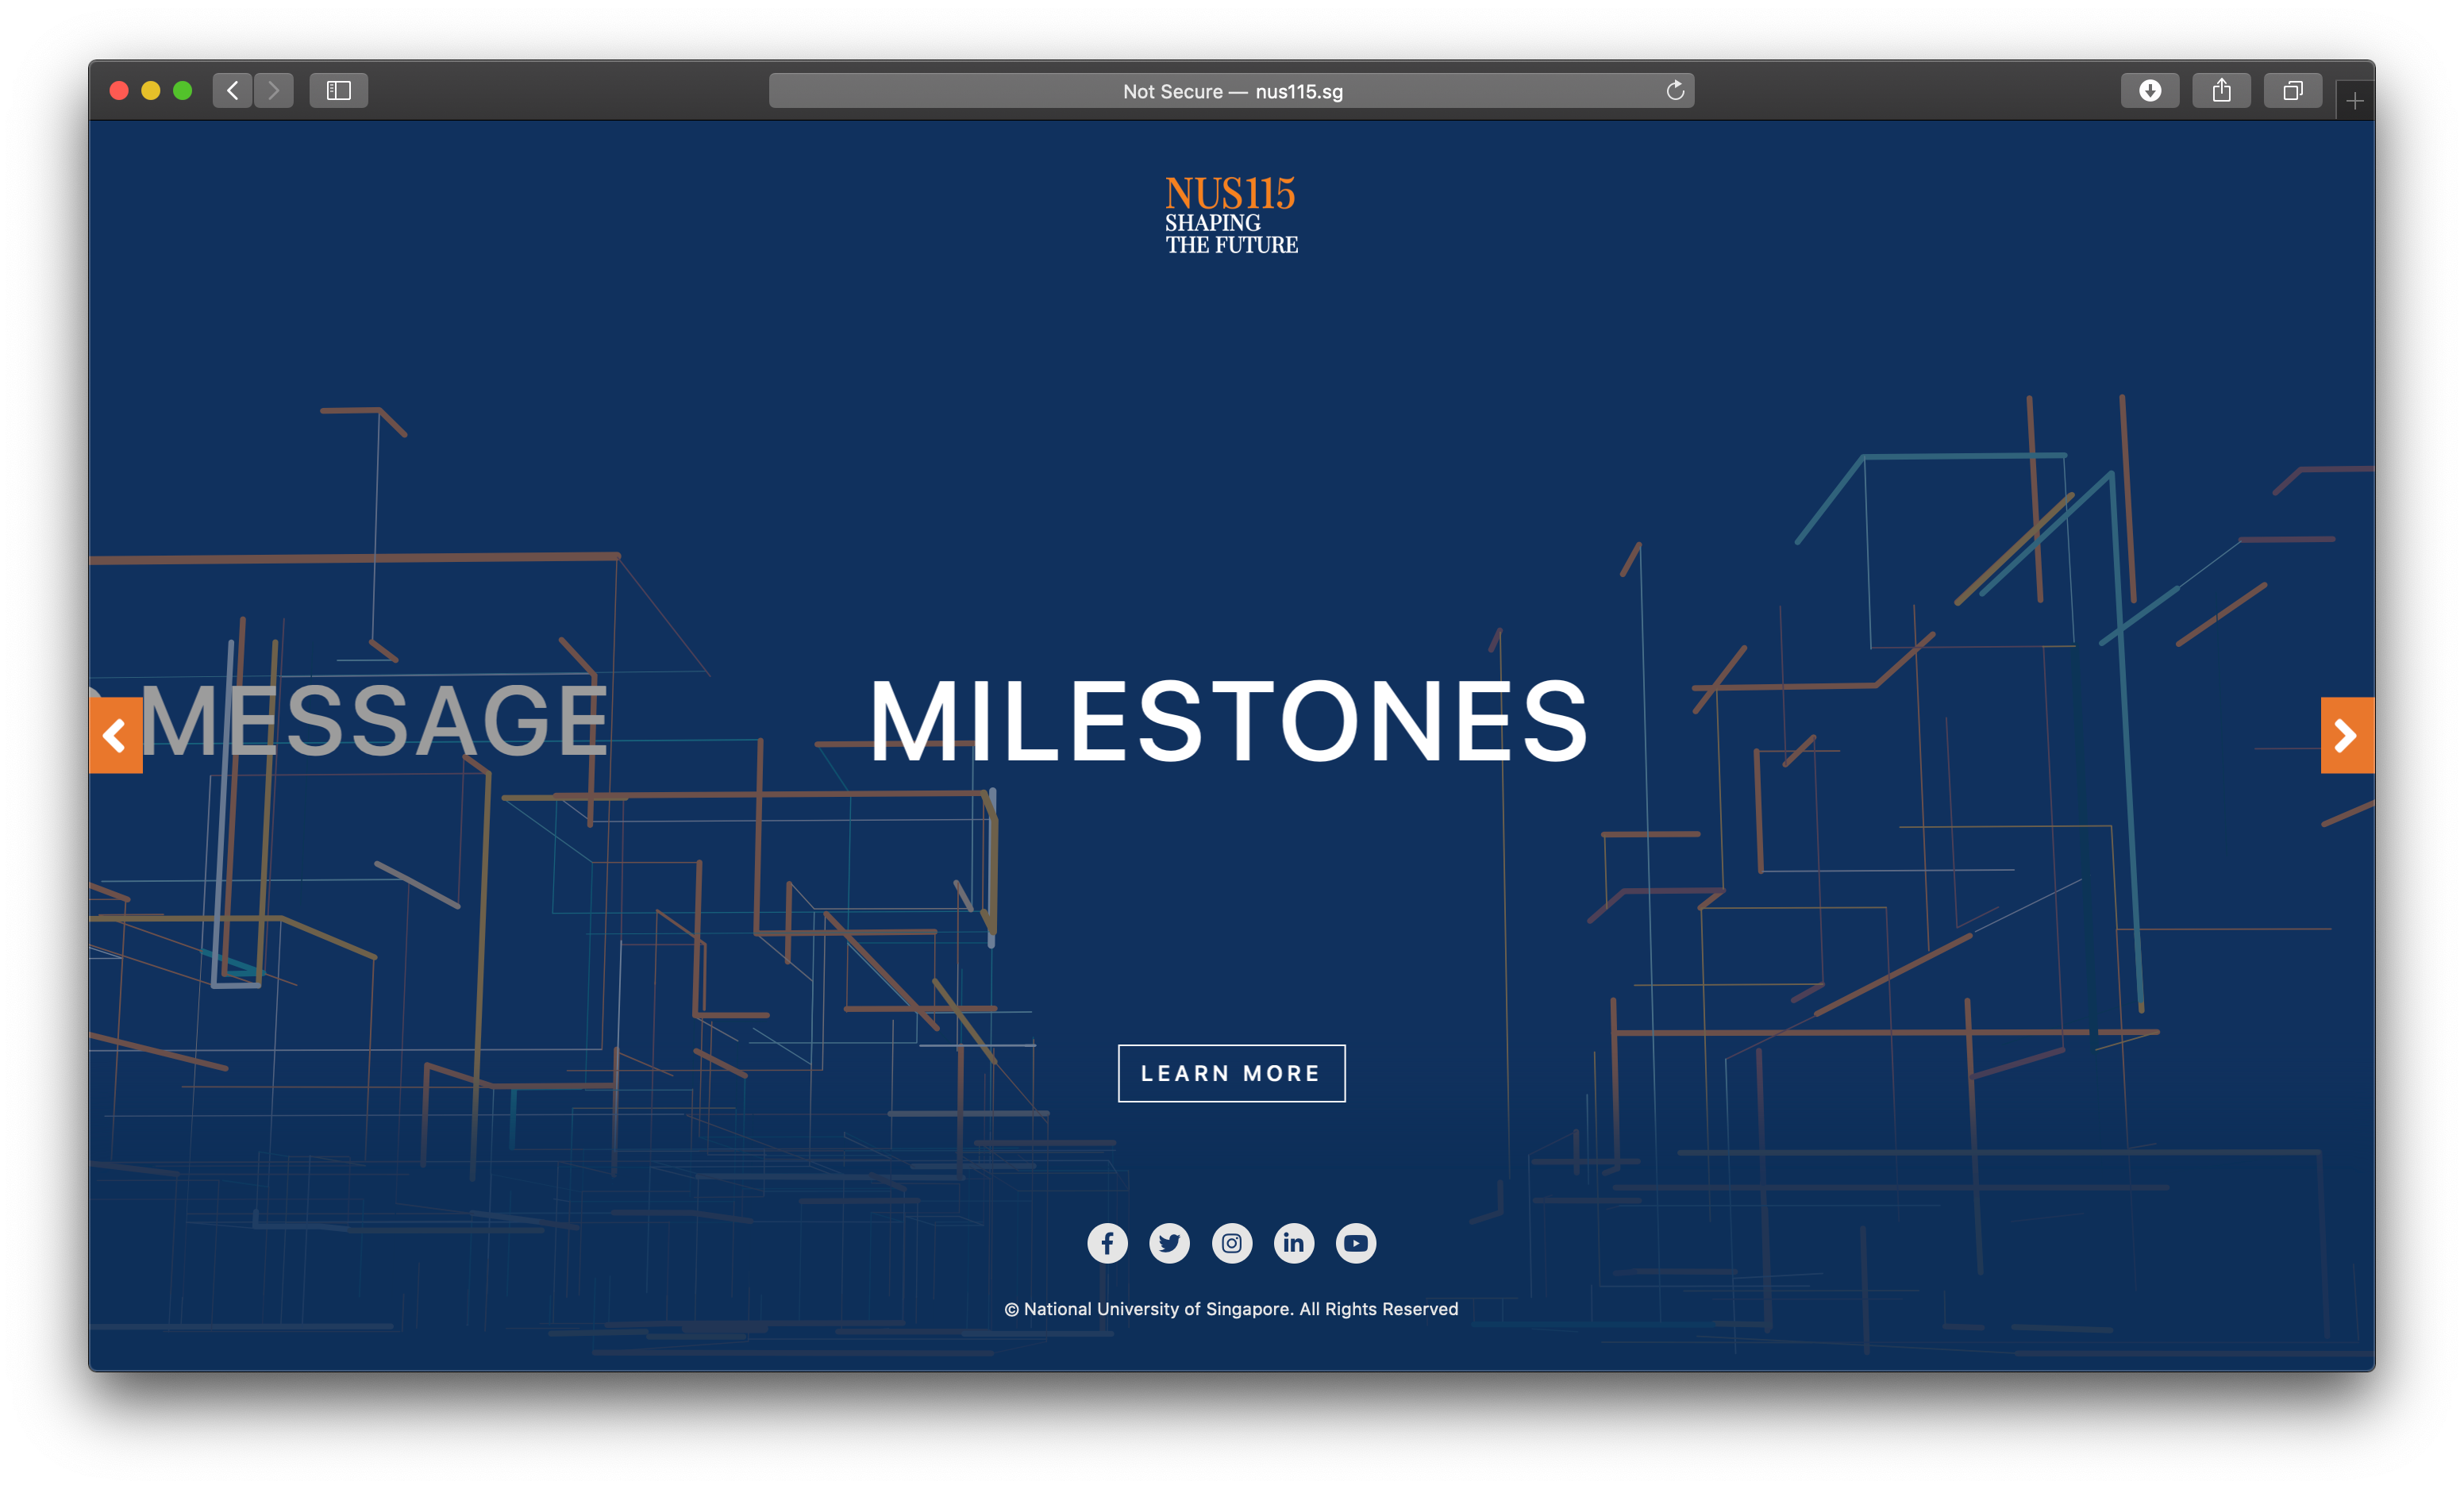 Not Secure — nus115.sg
NUS115
SHAPING
THE FUTURE
MESSAGE
MILESTONES
LEARN MORE
© National University of Singapore. All Rights Reserved